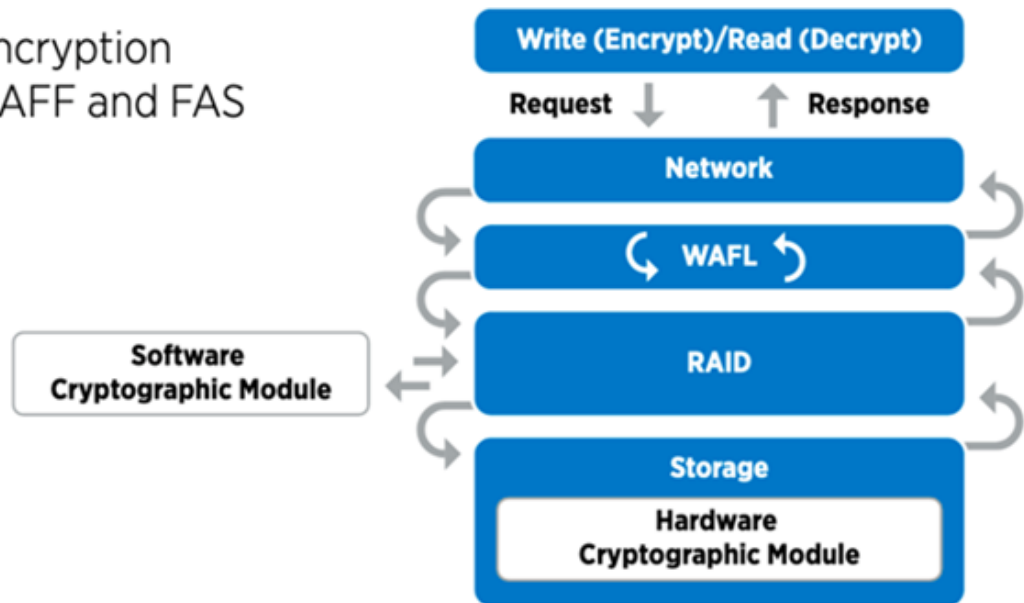 ncryption
AFF and FAS
Write (Encrypt)/Read (Decrypt)
Request
Response
Network
WAFL
RAID
Software
Cryptographic Module
Storage
Hardware
Cryptographic Module